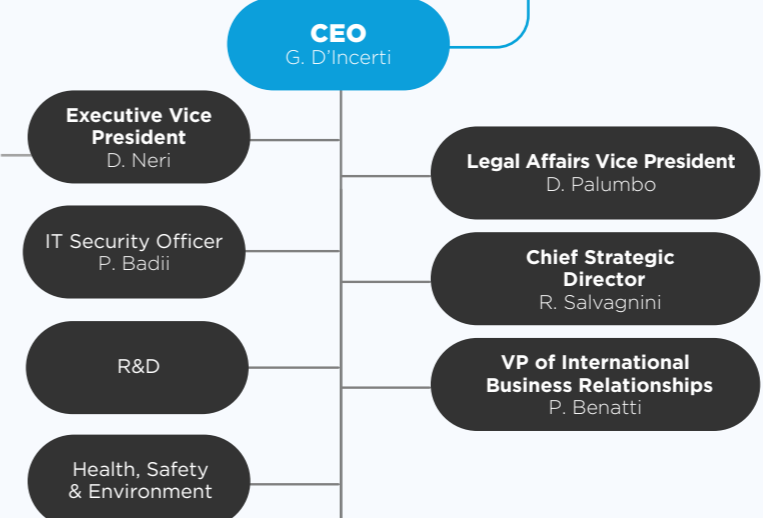 CEO
G. D’Incerti
Executive Vice
President
D. Neri
Legal Affairs Vice President
D. Palumbo
IT Security Officer
P. Badii
Chief Strategic
Director
R. Salvagnini
R&D
VP of International
Business Relationships
P. Benatti
Health, Safety
& Environment